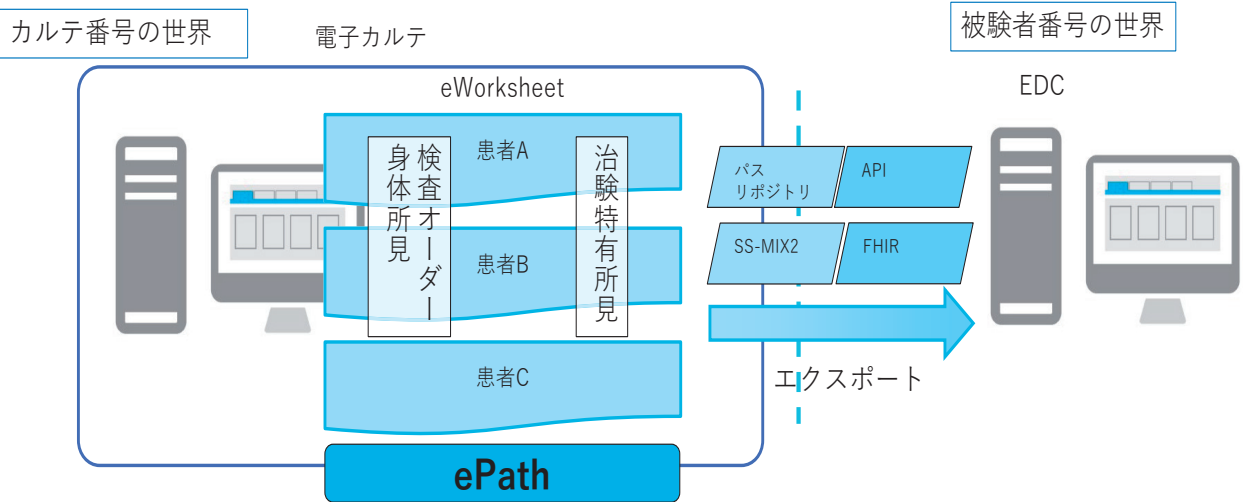 カルテ番号の世界
電子カルテ
被験者番号の世界
eWorksheet
EDC
患者A
身体所見
検査オーダー
治験特有所見
患者B
患者C
パス
リポジトリ
API
SS-MIX2
FHIR
エクスポート
ePath